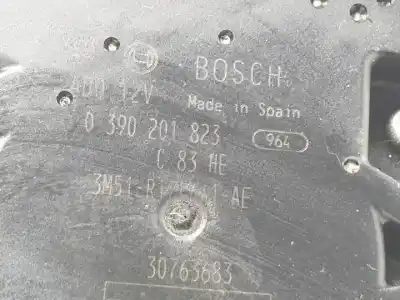 BOSCH
12V Made in Spain
0 390 201 823 964
C 83 HE
30763683